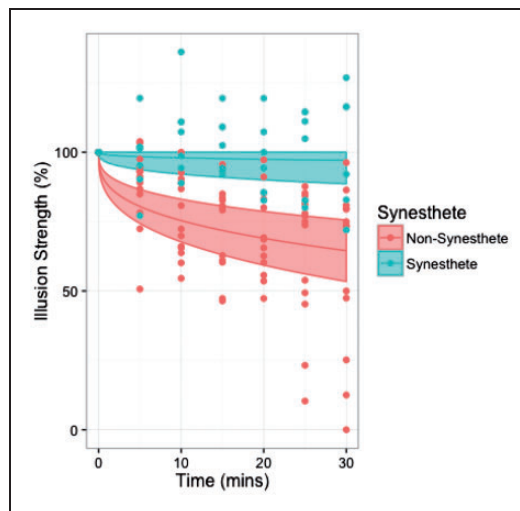 100
50
0
Illusion Strength (%)
0 10 20 30
Time (mins)
Synesthete
Non-Synesthete
Synesthete